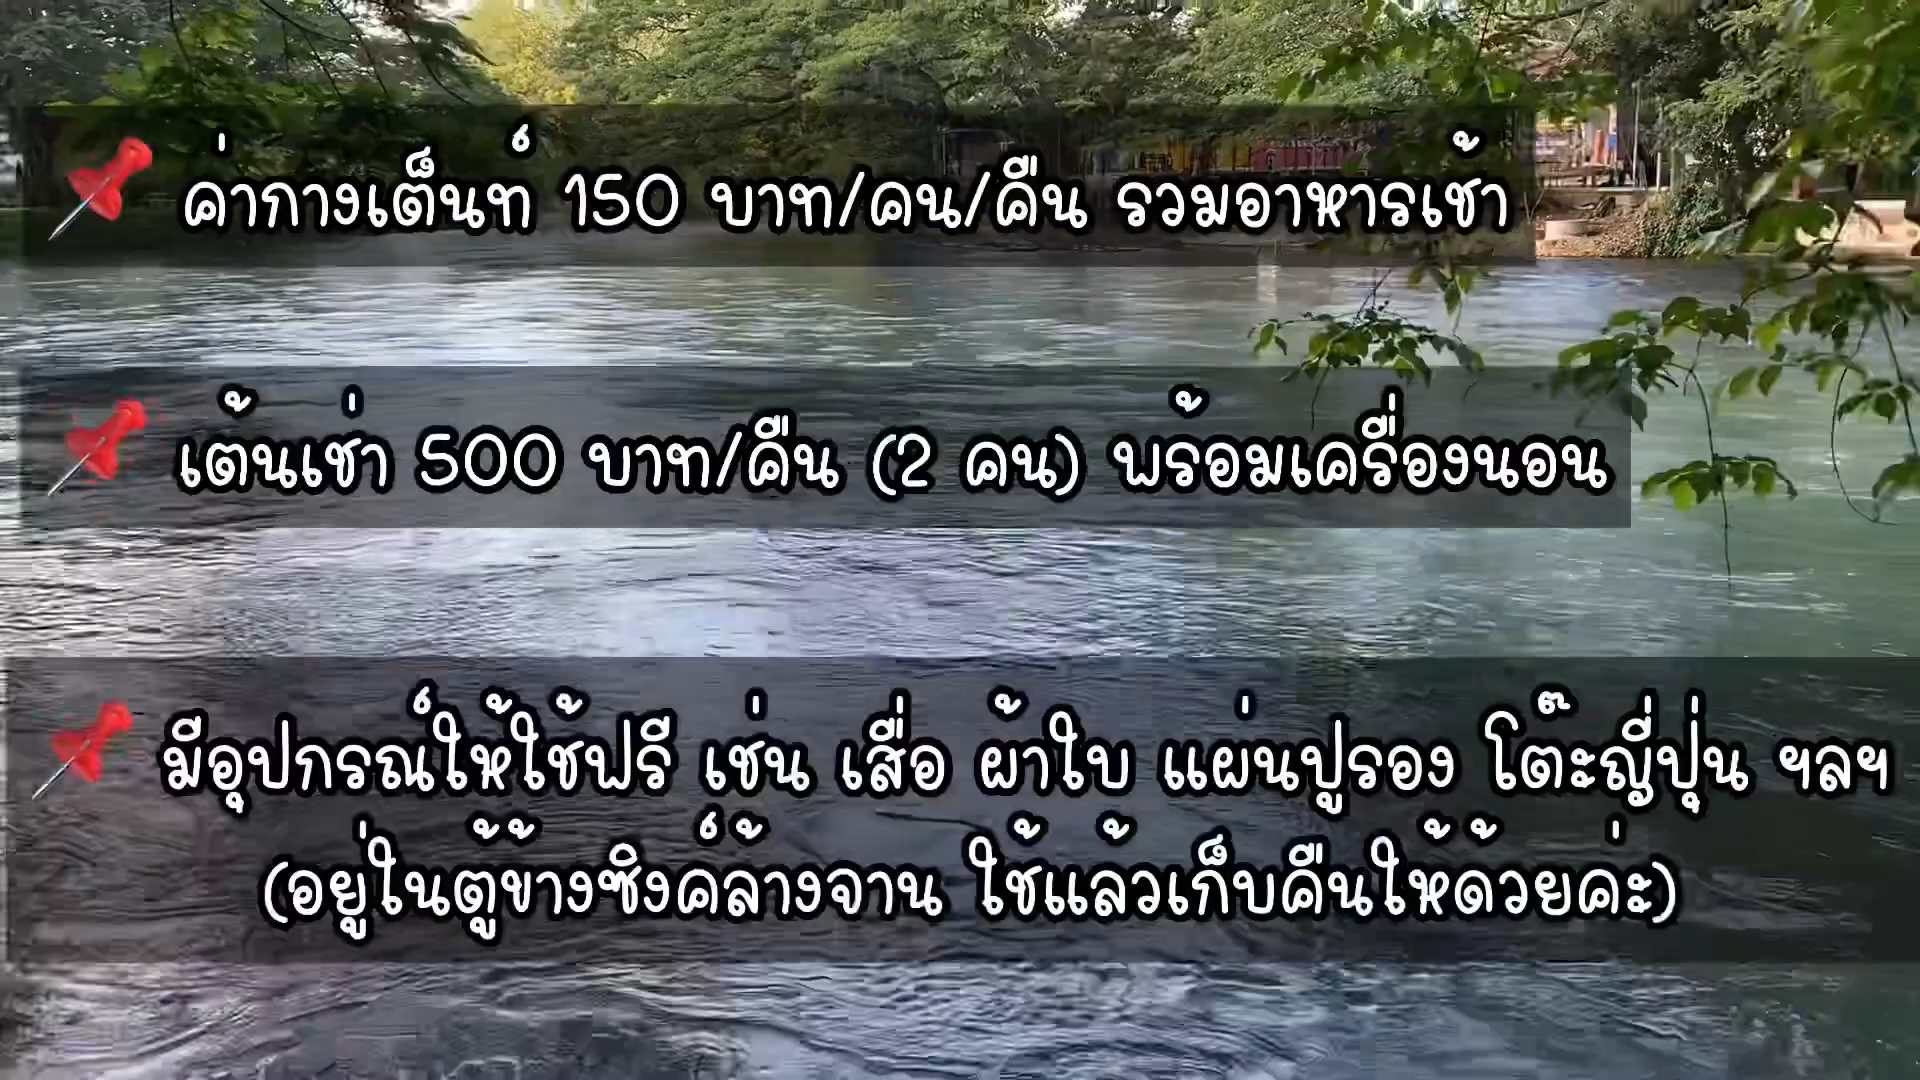 ค่ากางเต็นท์ 150 บาท/คน/คืน รวมอาหารเช้า
เต้นเช่า 500 บาท/คืน (2 คน) พร้อมเครื่องนอน
มีอุปกรณ์ให้ใช้ฟรี เช่น เสื่อ ผ้าใบ แผ่นปูรอง โต๊ะญี่ปุ่น ฯลฯ
(อยู่ในตู้ข้างซิงค์ล้างจาน ใช้แล้วเก็บคืนให้ด้วยค่ะ)